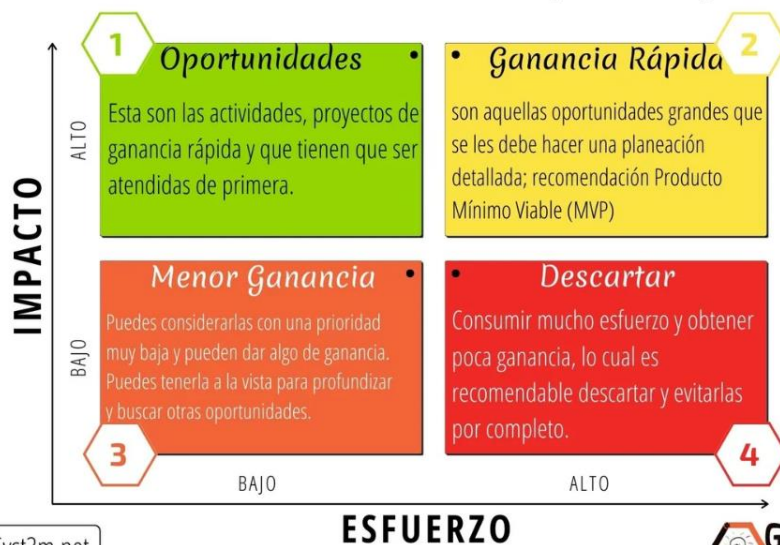 1
Oportunidades
Esta son las actividades, proyectos de
ganancia rápida y que tienen que ser
atendidas de primera.
2
Ganancia Rápida
son aquellas oportunidades grandes que
se les debe hacer una planeación
detallada; recomendación Producto
Mínimo Viable (MVP)
IMPACTO
ALTO
BAJO
Menor Ganancia
Puedes considerarlas con una prioridad
muy baja y pueden dar algo de ganancia.
Puedes tenerla a la vista para profundizar
y buscar otras oportunidades.
3
Descartar
Consumir mucho esfuerzo y obtener
poca ganancia, lo cual es
recomendable descartar y evitarlas
por completo.
4
BAJO
ALTO
ESFUERZO
G